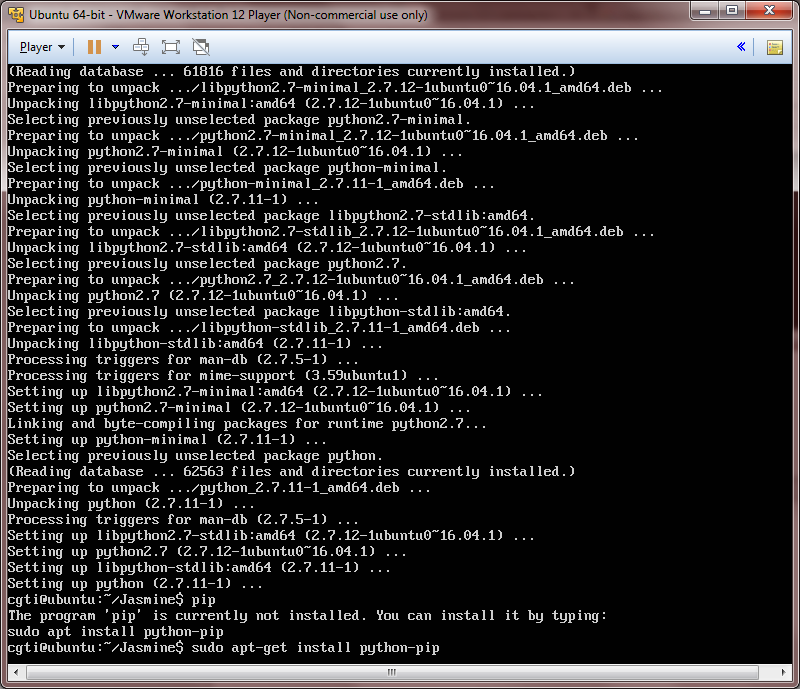 Ubuntu 64-bit - VMware Workstation 12 Player (Non-commercial use only)
Player
(Reading database ... 61816 files and directories currently installed.)
Preparing to unpack .../libpython2.7-minimal_2.7.12-1ubuntu0~16.04.1_amd64.deb ...
Unpacking libpython2.7-minimal:amd64 (2.7.12-1ubuntu0~16.04.1) ...
Selecting previously unselected package python2.7-minimal.
Preparing to unpack .../python2.7-minimal_2.7.12-1ubuntu0~16.04.1_amd64.deb ...
Unpacking python2.7-minimal (2.7.12-1ubuntu0~16.04.1) ...
Selecting previously unselected package python-minimal.
Preparing to unpack .../python-minimal_2.7.11-1_amd64.deb ...
Unpacking python-minimal (2.7.11-1) ...
Selecting previously unselected package libpython2.7-stdlib:amd64.
Preparing to unpack .../libpython2.7-stdlib_2.7.12-1ubuntu0~16.04.1_amd64.deb ...
Unpacking libpython2.7-stdlib:amd64 (2.7.12-1ubuntu0~16.04.1) ...
Selecting previously unselected package python2.7.
Preparing to unpack .../python2.7_2.7.12-1ubuntu0~16.04.1_amd64.deb ...
Unpacking python2.7 (2.7.12-1ubuntu0~16.04.1) ...
Selecting previously unselected package libpython-stdlib:amd64.
Preparing to unpack .../libpython-stdlib_2.7.11-1_amd64.deb ...
Unpacking libpython-stdlib:amd64 (2.7.11-1) ...
Processing triggers for man-db (2.7.5-1) ...
Processing triggers for mime-support (3.59ubuntu1) ...
Setting up libpython2.7-minimal:amd64 (2.7.12-1ubuntu0~16.04.1) ...
Setting up python2.7-minimal (2.7.12-1ubuntu0~16.04.1) ...
Linking and byte-compiling packages for runtime python2.7...
Setting up python-minimal (2.7.11-1) ...
Selecting previously unselected package python.
(Reading database ... 62563 files and directories currently installed.)
Preparing to unpack .../python_2.7.11-1_amd64.deb ...
Unpacking python (2.7.11-1) ...
Processing triggers for man-db (2.7.5-1) ...
Setting up libpython2.7-stdlib:amd64 (2.7.12-1ubuntu0~16.04.1) ...
Setting up python2.7 (2.7.12-1ubuntu0~16.04.1) ...
Setting up libpython-stdlib:amd64 (2.7.11-1) ...
Setting up python (2.7.11-1) ...
cgti@ubuntu:~/Jasmine$ pip
The program 'pip' is currently not installed. You can install it by typing:
sudo apt install python-pip
cgti@ubuntu:~/Jasmine$ sudo apt-get install python-pip